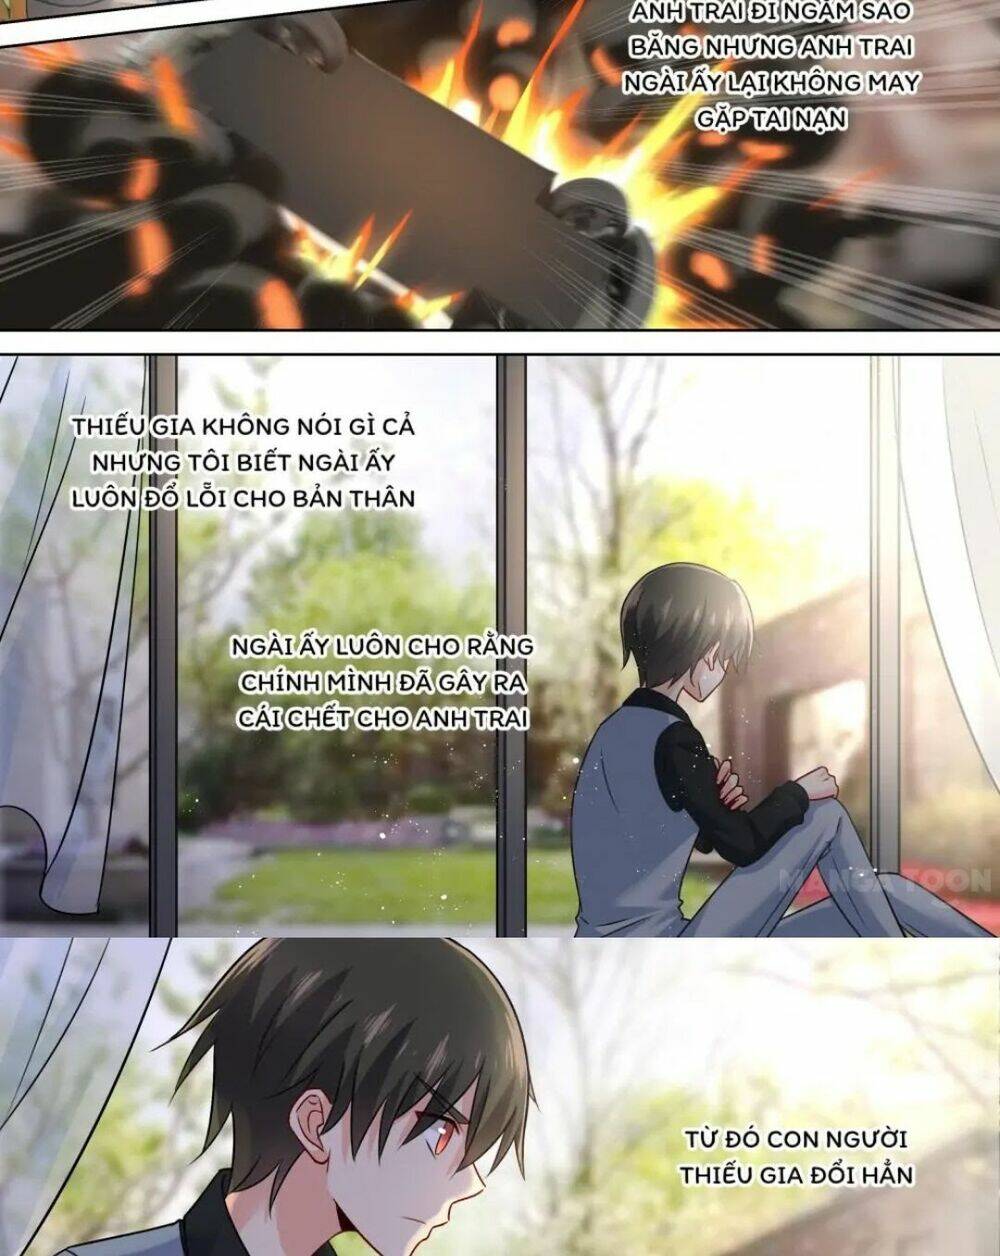 ANH TRAI ĐI NGẮM SAO
BĂNG NHƯNG ANH TRAI
NGÀI ẤY LẠI KHÔNG MAY
GẶP TAI NẠN
THIẾU GIA KHÔNG NÓI GÌ CẢ
NHƯNG TÔI BIẾT NGÀI ẤY
LUÔN ĐỔ LỖI CHO BẢN THÂN
NGÀI ẤY LUÔN CHO RẰNG
CHÍNH MÌNH ĐÃ GÂY RA
CÁI CHẾT CHO ANH TRAI
MANGA TOON
TỪ ĐÓ CON NGƯỜI
THIẾU GIA ĐỔI HẲN